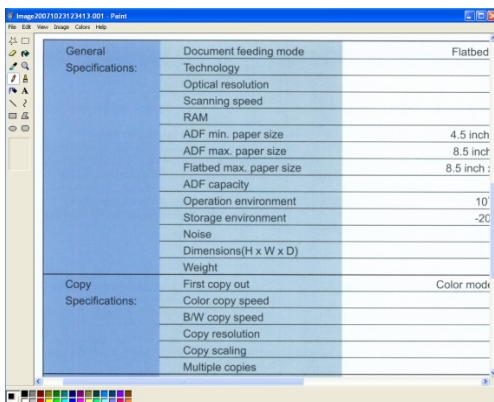 Image20071023123413-001 - Paint
File Edit View Image Colors Help
General Document feeding mode Flatbed
Specifications: Technology
Optical resolution
Scanning speed
RAM
ADF min. paper size 4.5 inch
ADF max. paper size 8.5 inch
Flatbed max. paper size 8.5 inch
ADF capacity
Operation environment 10
Storage environment -20
Noise
Dimensions(H x W x D)
Weight
Copy First copy out Color mode
Specifications: Color copy speed
B/W copy speed
Copy resolution
Copy scaling
Multiple copies